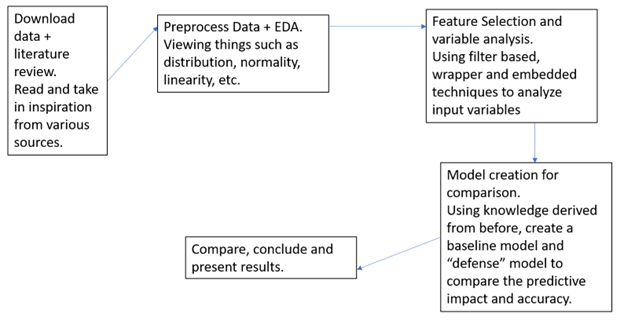 Download
data +
literature
review.
Read and take
in inspiration
from various
sources.
Preprocess Data + EDA.
Viewing things such as
distribution, normality,
linearity, etc.
Feature Selection and
variable analysis.
Using filter based,
wrapper and embedded
techniques to analyze
input variables
Model creation for
comparison.
Using knowledge derived
from before, create a
baseline model and
“defense” model to
compare the predictive
impact and accuracy.
Compare, conclude and
present results.